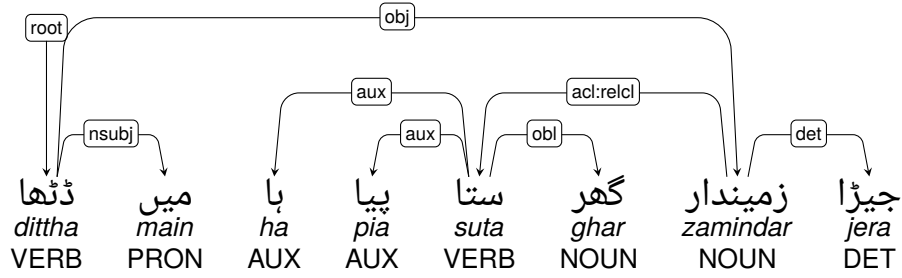 obj
root
aux acl:relcl
nsubj aux obl det
جیڑا زمیندار گھر ستا پیا ہا میں ڈٹھا
dittha main ha pia suta ghar zamindar jera
VERB PRON AUX AUX VERB NOUN NOUN DET